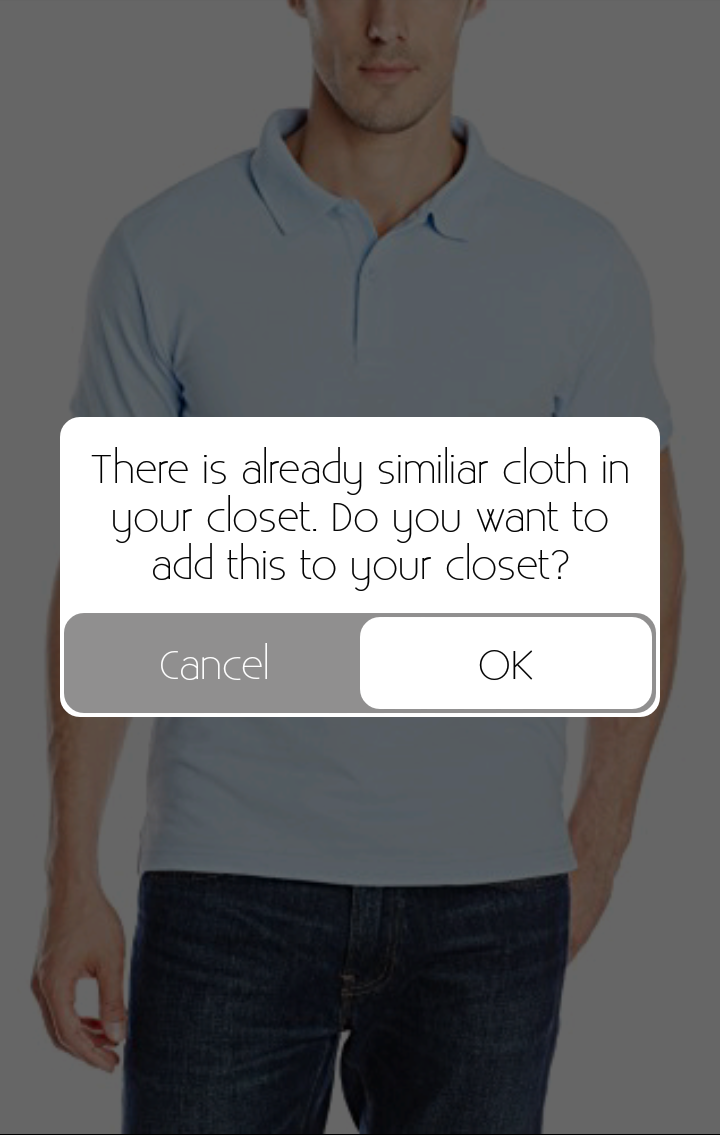 There is already similiar cloth in
your closet. Do you want to
add this to your closet?
Cancel
OK